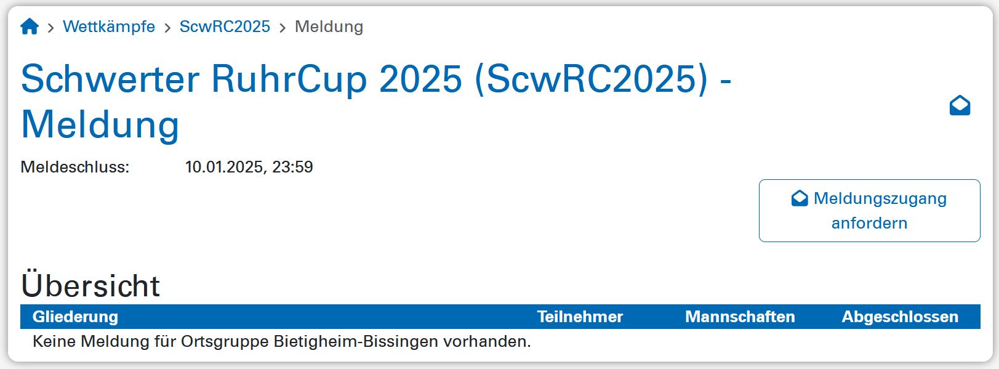 Wettkämpfe > ScwRC2025 > Meldung
Schwerter RuhrCup 2025 (ScwRC2025) -
Meldung
Meldeschluss: 10.01.2025, 23:59
Meldungszugang
anfordern
Übersicht
Gliederung Teilnehmer Mannschaften Abgeschlossen
Keine Meldung für Ortsgruppe Bietigheim-Bissingen vorhanden.